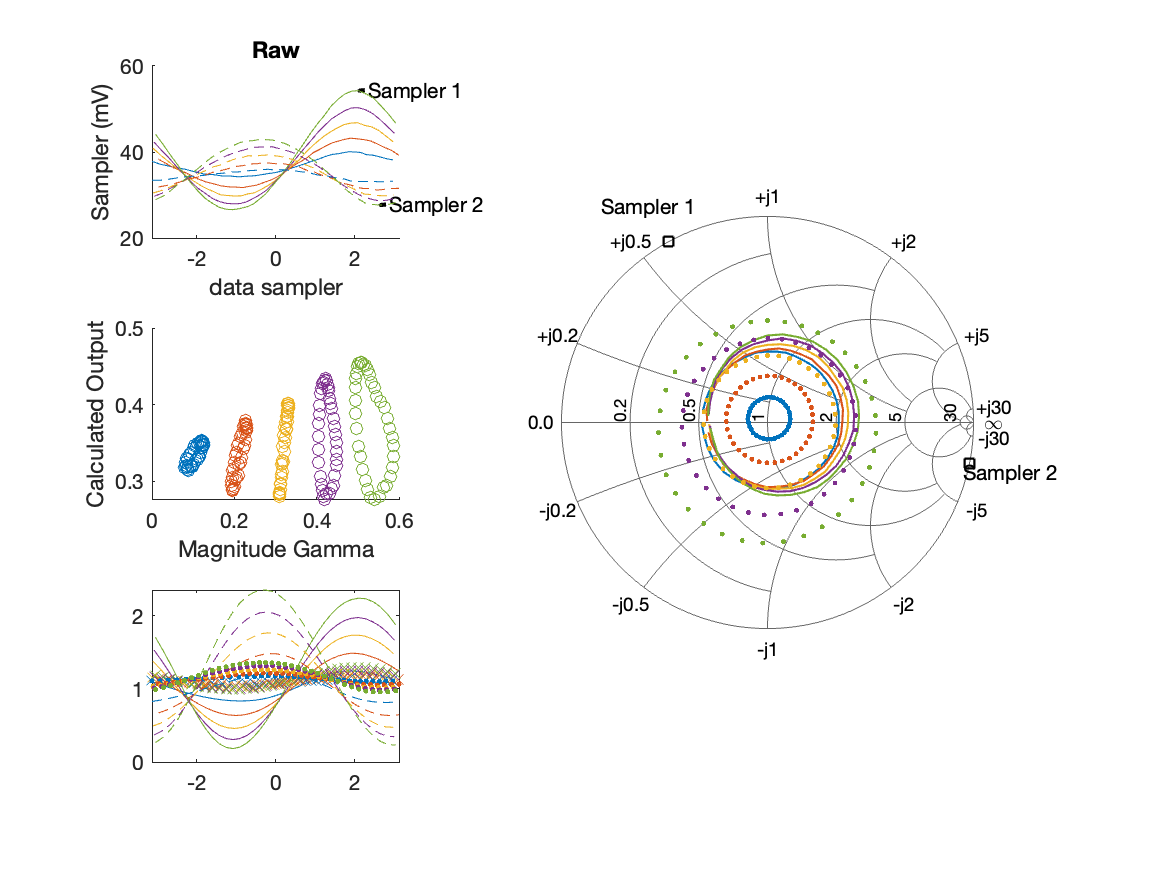 Raw
60
40
20
Sampler (mV)
Sampler 1
Sampler 2
-2
0
2
data sampler
0.5
0.4
0.3
Calculated Output
0
0.2
0.4
0.6
Magnitude Gamma
2
1
0
-2
0
2
Sampler 1
+j1
+j0.5
+j2
+j0.2
+j5
0.0
0.2
0.5
1
2
5
30
+j30
∞
-j30
Sampler 2
-j0.2
-j5
-j0.5
-j2
-j1